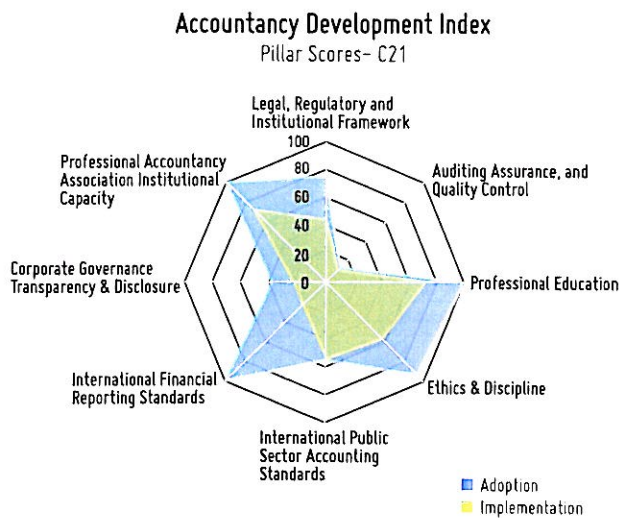 Accountancy Development Index
Pillar Scores- C21
Legal, Regulatory and
Institutional Framework
100
80
60
40
20
0
Auditing Assurance, and
Quality Control
Professional Education
Ethics & Discipline
International Public
Sector Accounting
Standards
International Financial
Reporting Standards
Corporate Governance
Transparency & Disclosure
Professional Accountancy
Association Institutional
Capacity
Adoption
Implementation